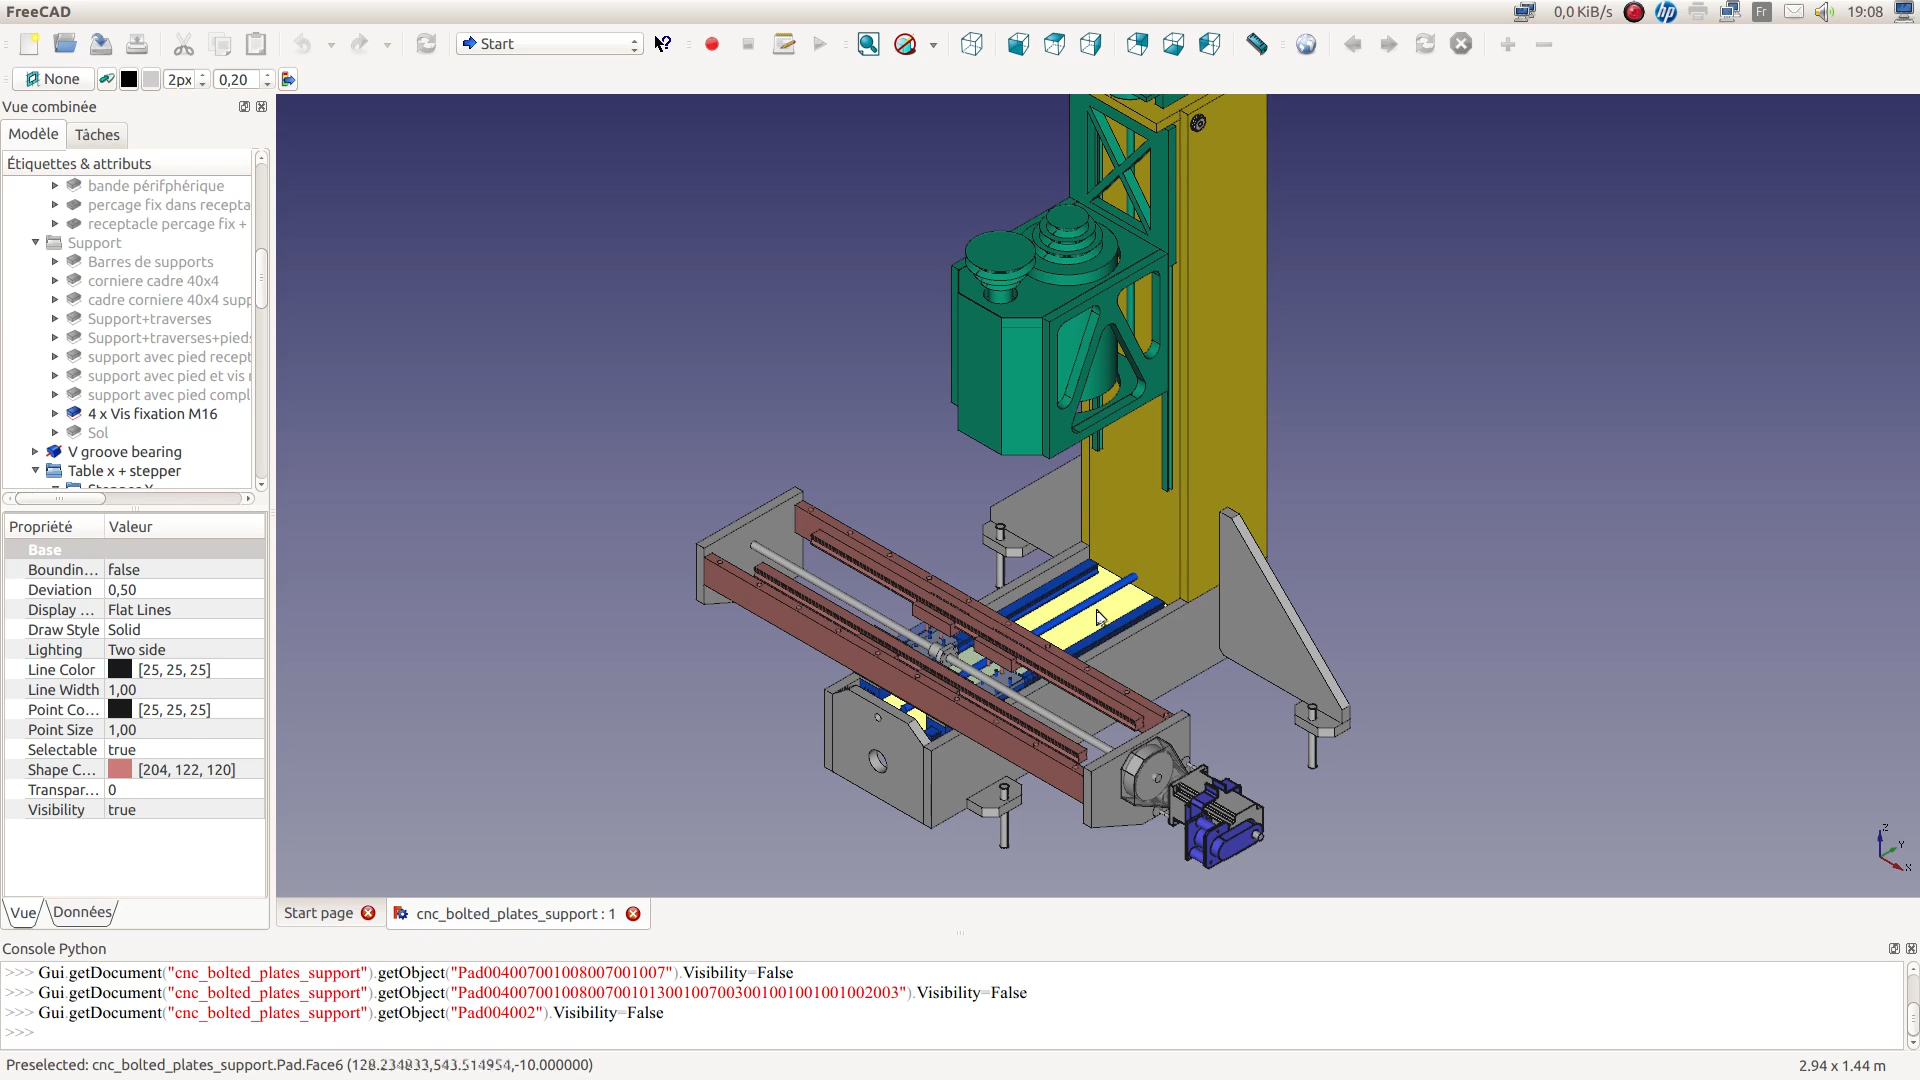 FreeCAD
0,0 KiB/s
hp
Fr
19:08
Start
None
2px
0,20
Vue combinée
Modèle
Tâches
Étiquettes & attributs
bande périfphérique
percage fix dans recepta
receptacle percage fix +
Support
Barres de supports
corniere cadre 40x4
cadre corniere 40x4 supp
Support+traverses
Support+traverses+pieds
support avec pied recept
support avec pied et vis
support avec pied compl
4 x Vis fixation M16
Sol
V groove bearing
Table x + stepper
Propriété Valeur
Base
Boundin... false
Deviation 0,50
Display ... Flat Lines
Draw Style Solid
Lighting Two side
Line Color [25, 25, 25]
Line Width 1,00
Point Co... [25, 25, 25]
Point Size 1,00
Selectable true
Shape C... [204, 122, 120]
Transpar... 0
Visibility true
Vue
Données
Z
Y
X
Start page
cnc_bolted_plates_support : 1
Console Python
>>> Gui.getDocument("cnc_bolted_plates_support").getObject("Pad004007001008007001007").Visibility=False
>>> Gui.getDocument("cnc_bolted_plates_support").getObject("Pad004007001008007001013001007003001001001001002003").Visibility=False
>>> Gui.getDocument("cnc_bolted_plates_support").getObject("Pad004002").Visibility=False
>>>
Preselected: cnc_bolted_plates_support.Pad.Face6 (128.234833,543.514954,-10.000000)
2.94 x 1.44 m